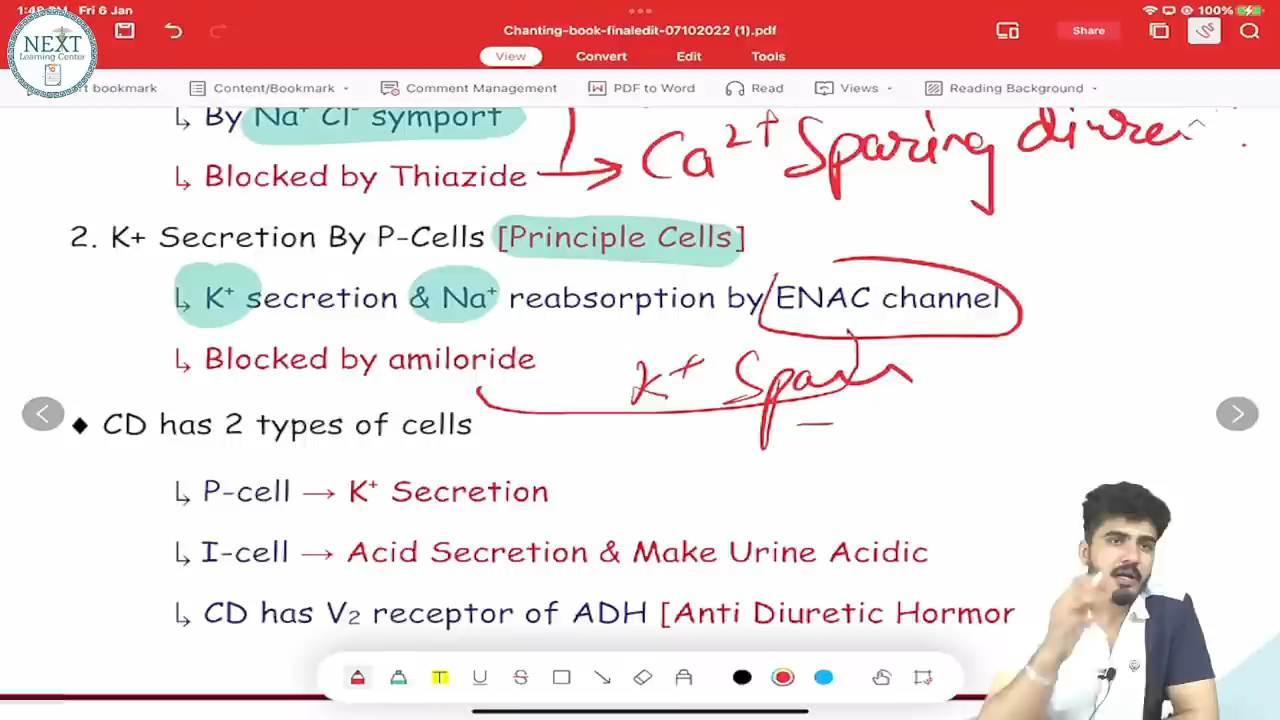 1:48 PM Fri 6 Jan
100%
NEXT
Learning Center
Chanting-book-finaledit-07102022 (1).pdf
Share
View Convert Edit Tools
bookmark Content/Bookmark Comment Management PDF to Word Read Views Reading Background
↳ By Na⁺ Cl⁻ symport
↳ Blocked by Thiazide → Ca²⁺ Sparing
2. K+ Secretion By P-Cells [Principle Cells]
↳ K⁺ secretion & Na⁺ reabsorption by ENAC channel
↳ Blocked by amiloride
K⁺
◆ CD has 2 types of cells
↳ P-cell → K⁺ Secretion
↳ I-cell → Acid Secretion & Make Urine Acidic
↳ CD has V₂ receptor of ADH [Anti Diuretic Hormor
T U S